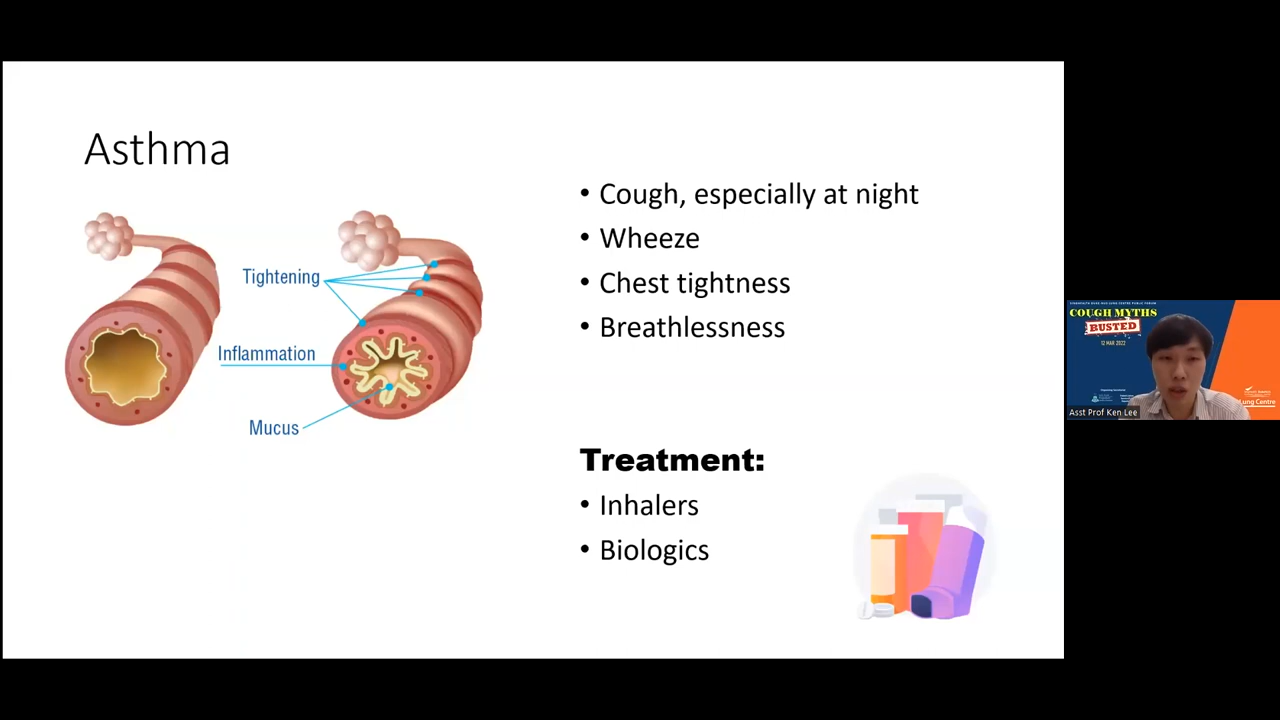 Asthma
Tightening
Inflammation
Mucus
• Cough, especially at night
• Wheeze
• Chest tightness
• Breathlessness
Treatment:
• Inhalers
• Biologics
COUGH MYTHS
BUSTED
12 MAR 2022
Lung Centre
Asst Prof Ken Lee